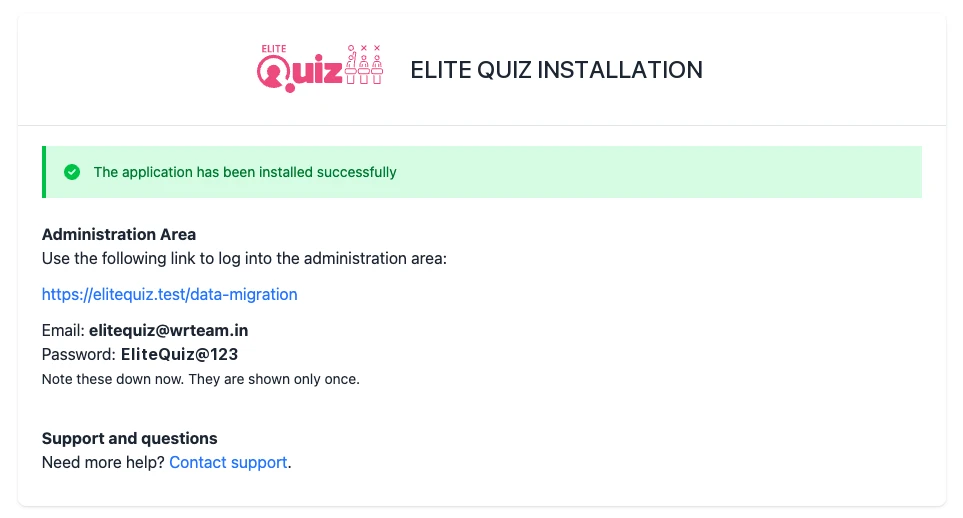 ELITE
Quiz
ELITE QUIZ INSTALLATION
The application has been installed successfully
Administration Area
Use the following link to log into the administration area:
https://elitequiz.test/data-migration
Email: elitequiz@wrteam.in
Password: EliteQuiz@123
Note these down now. They are shown only once.
Support and questions
Need more help? Contact support.